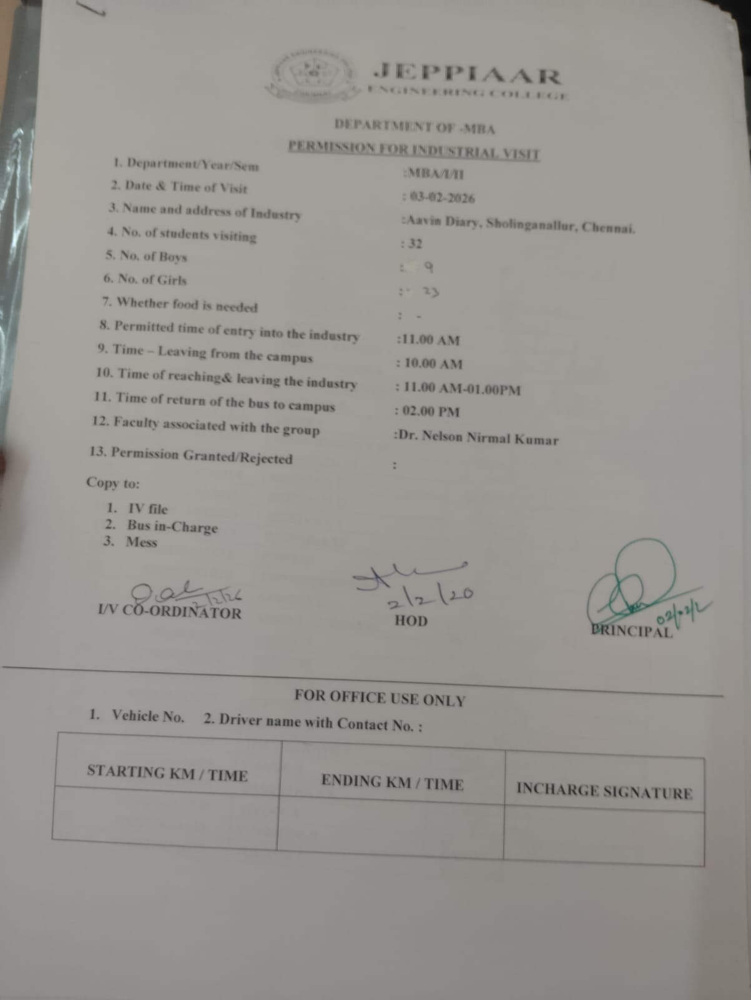 JEPPIAAR
ENGINEERING COLLEGE
DEPARTMENT OF -MBA
PERMISSION FOR INDUSTRIAL VISIT
1. Department/Year/Sem :MBA/I/II
2. Date & Time of Visit : 03-02-2026
3. Name and address of Industry :Aavin Diary, Sholinganallur, Chennai.
4. No. of students visiting : 32
5. No. of Boys : 9
6. No. of Girls : 23
7. Whether food is needed : -
8. Permitted time of entry into the industry :11.00 AM
9. Time – Leaving from the campus : 10.00 AM
10. Time of reaching& leaving the industry : 11.00 AM-01.00PM
11. Time of return of the bus to campus : 02.00 PM
12. Faculty associated with the group :Dr. Nelson Nirmal Kumar
13. Permission Granted/Rejected :
Copy to:
1. IV file
2. Bus in-Charge
3. Mess
2/2/26 2/2/20 02/02/2
I/V CO-ORDINATOR HOD PRINCIPAL
FOR OFFICE USE ONLY
1. Vehicle No. 2. Driver name with Contact No. :
STARTING KM / TIME ENDING KM / TIME INCHARGE SIGNATURE